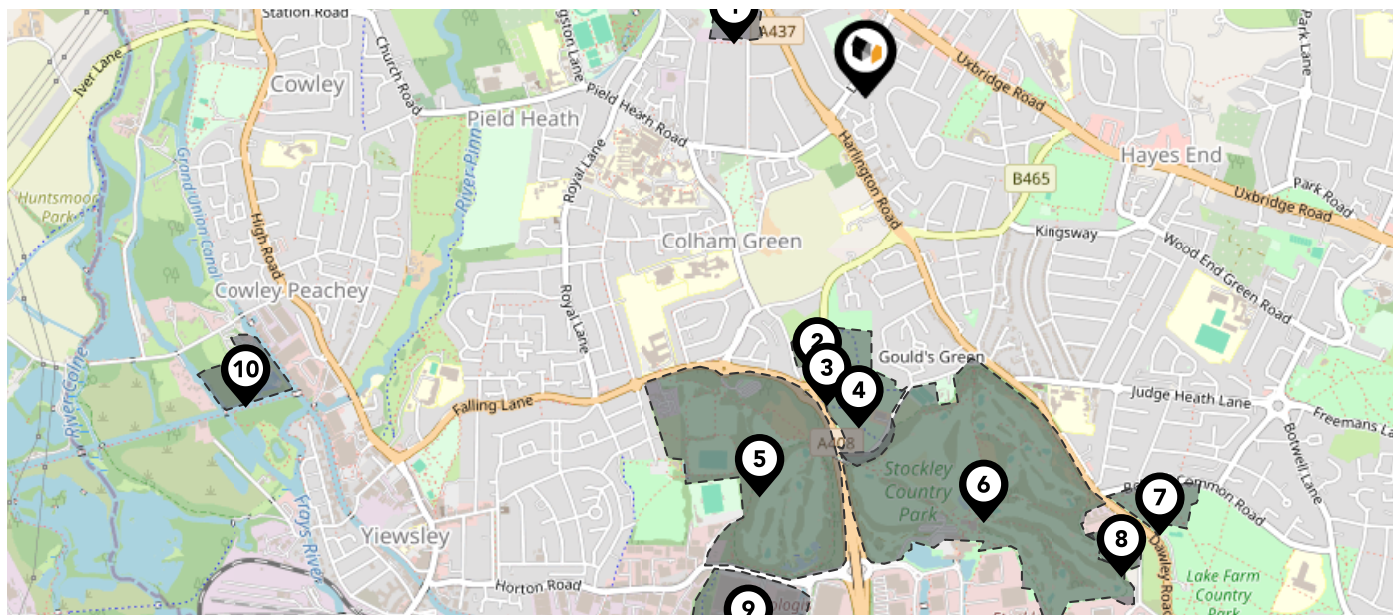 Station Road
1
A437
Iver Lane
Church Road
Cowley
Uxbridge Road
Park Lane
Pield Heath
Pield Heath Road
River Pinn
Harlington Road
Hayes End
Grand Union Canal
Royal Lane
B465
Park Road
Huntsmoor
Park
Uxbridge Road
High Road
Colham Green
Kingsway
Wood End Green Road
Cowley Peachey
Royal Lane
2
Gould's Green
River Colne
10
3
4
Judge Heath Lane
Falling Lane
Freemans La
A408
Botwell Lane
5
Stockley
Country
Park
6
7
Common Road
Frays River
Yiewsley
8
Dawley Road
Horton Road
Lake Farm
Country
Park
9